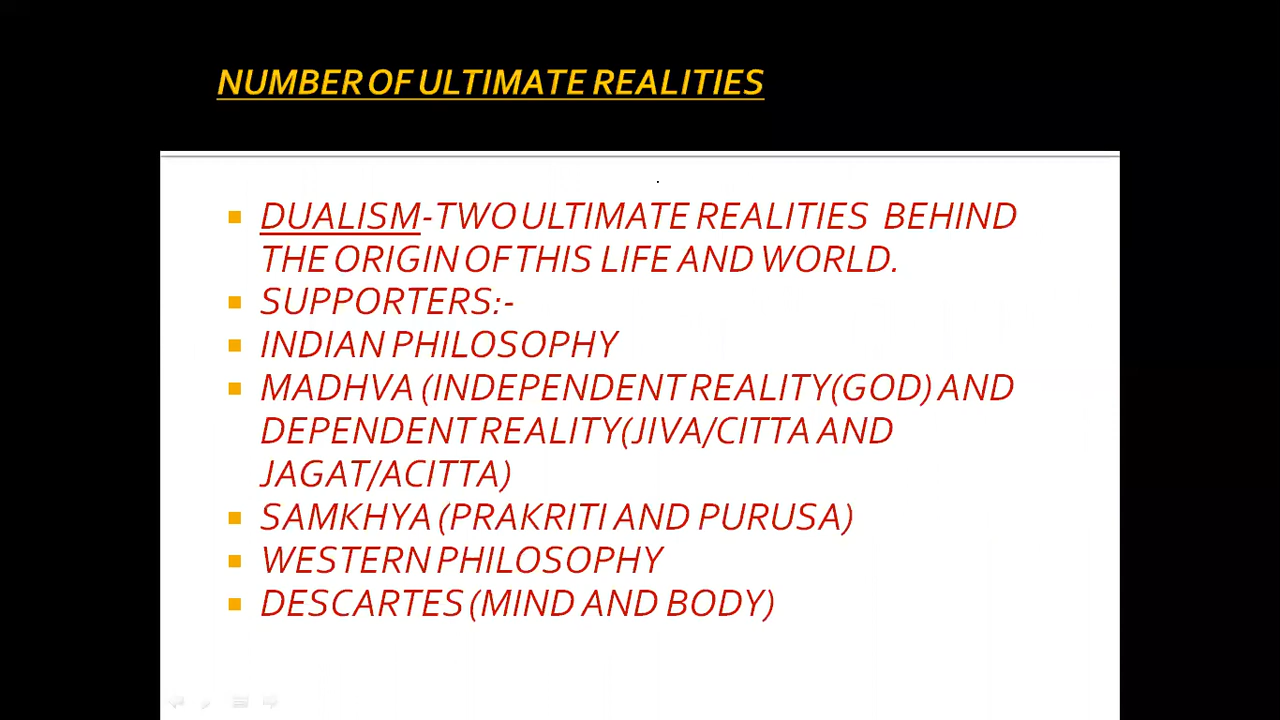 NUMBER OF ULTIMATE REALITIES
DUALISM-TWO ULTIMATE REALITIES BEHIND
THE ORIGIN OF THIS LIFE AND WORLD.
SUPPORTERS:-
INDIAN PHILOSOPHY
MADHVA (INDEPENDENT REALITY(GOD) AND
DEPENDENT REALITY(JIVA/CITTA AND
JAGAT/ACITTA)
SAMKHYA (PRAKRITI AND PURUSA)
WESTERN PHILOSOPHY
DESCARTES (MIND AND BODY)